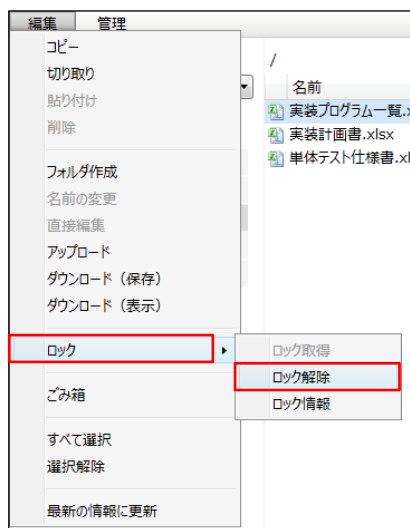 編集 管理
コピー
切り取り
貼り付け
削除
フォルダ作成
名前の変更
直接編集
アップロード
ダウンロード（保存）
ダウンロード（表示）
ロック
ごみ箱
すべて選択
選択解除
最新の情報に更新
ロック取得
ロック解除
ロック情報
/
名前
実装プログラム一覧.x
実装計画書.xlsx
単体テスト仕様書.xl